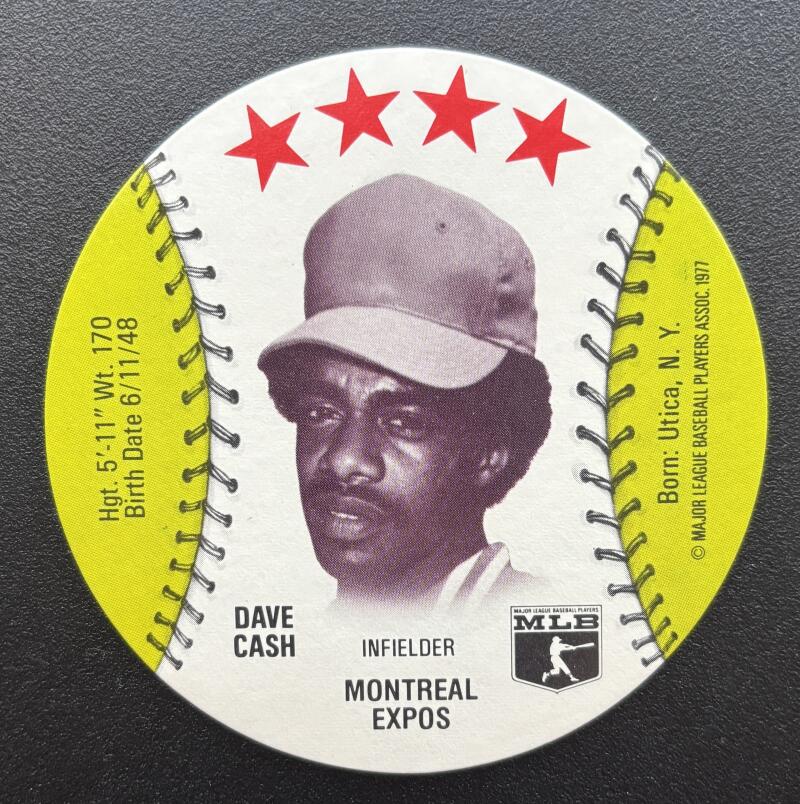 Hgt. 5'-11" Wt. 170
Birth Date 6/11/48
Born: Utica, N. Y.
© MAJOR LEAGUE BASEBALL PLAYERS ASSOC. 1977
DAVE
CASH
INFIELDER
MONTREAL
EXPOS
MAJOR LEAGUE BASEBALL PLAYERS
MLB